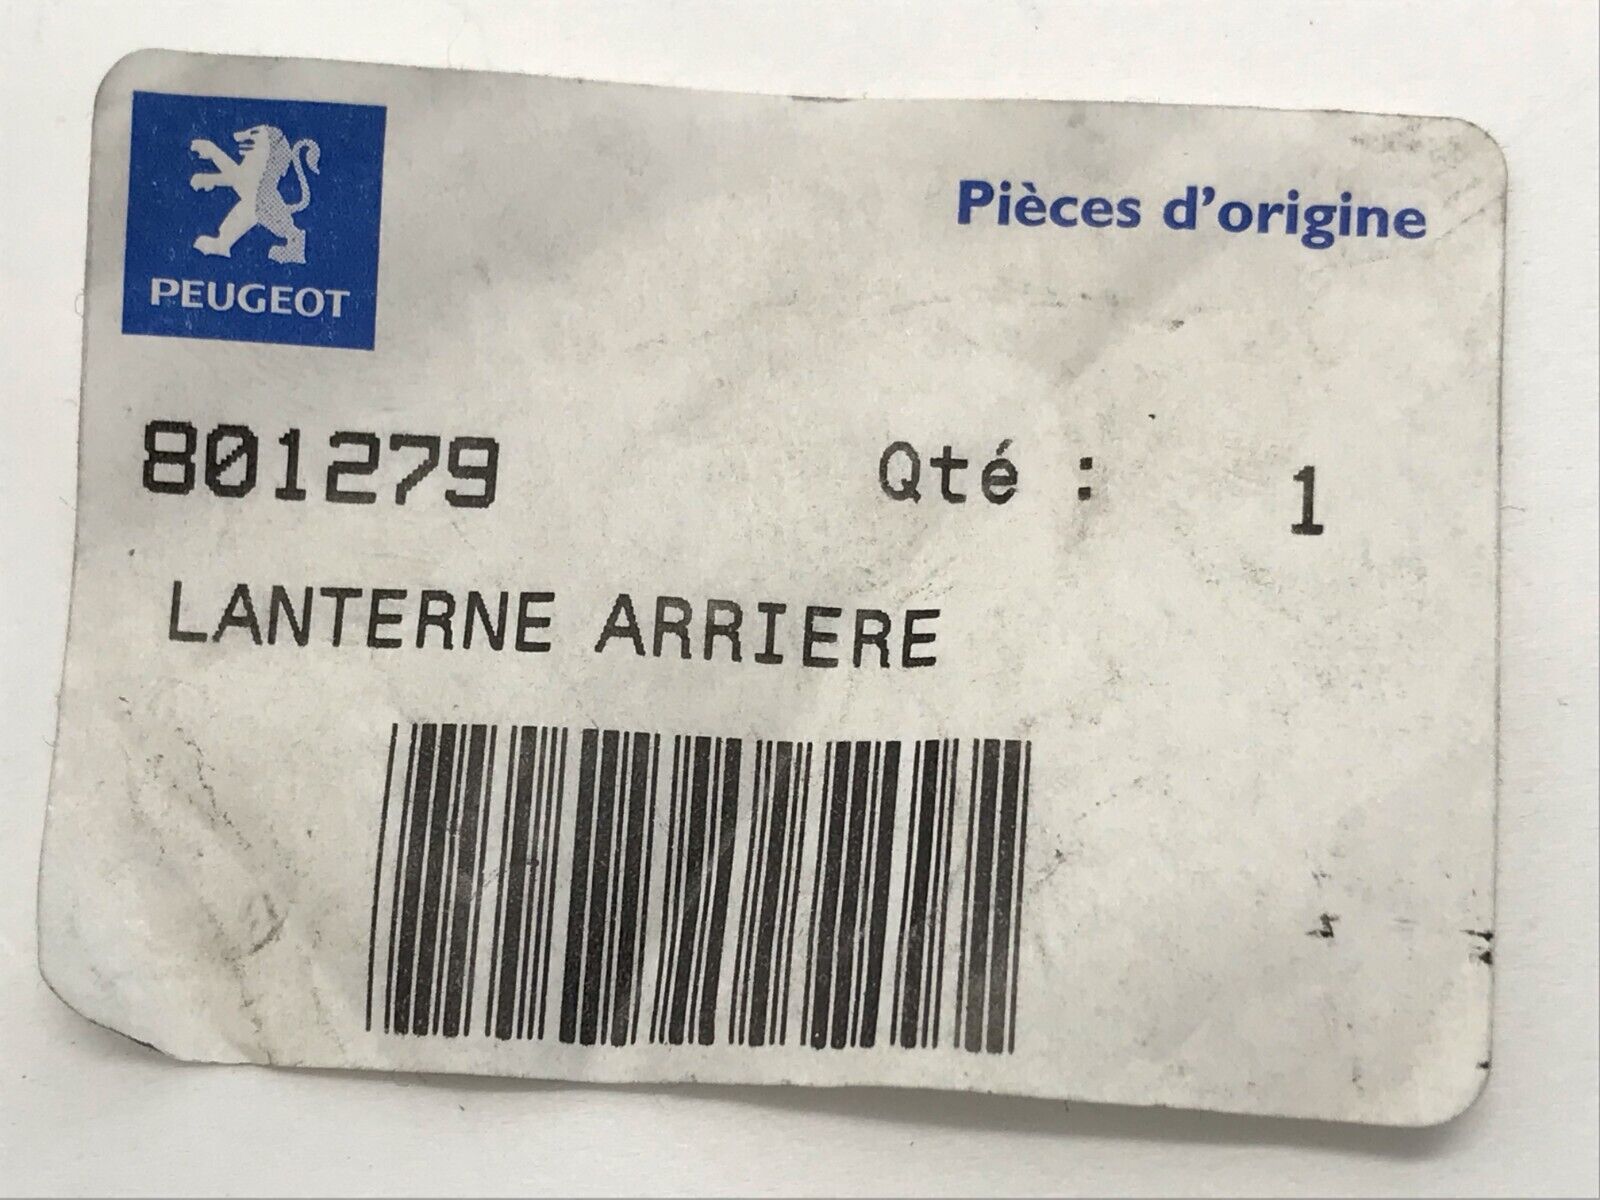 PEUGEOT
Pièces d'origine
801279 Qté : 1
LANTERNE ARRIERE